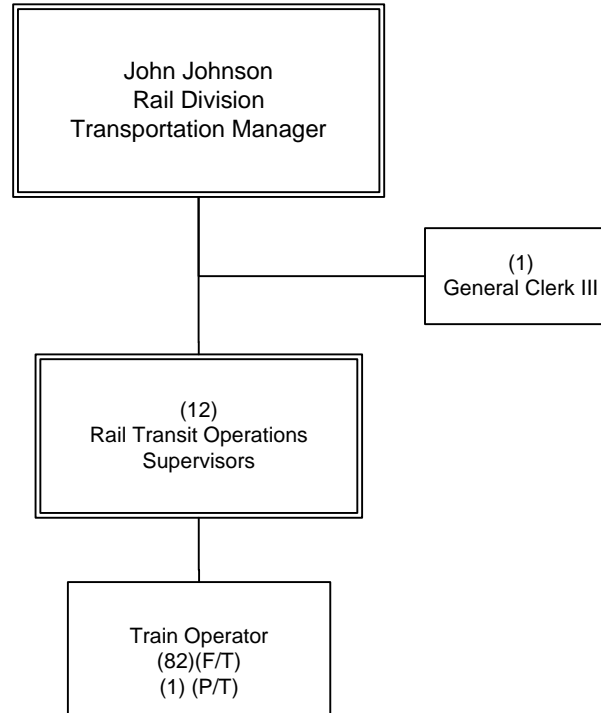 John Johnson
Rail Division
Transportation Manager
(1)
General Clerk III
(12)
Rail Transit Operations
Supervisors
Train Operator
(82)(F/T)
(1) (P/T)